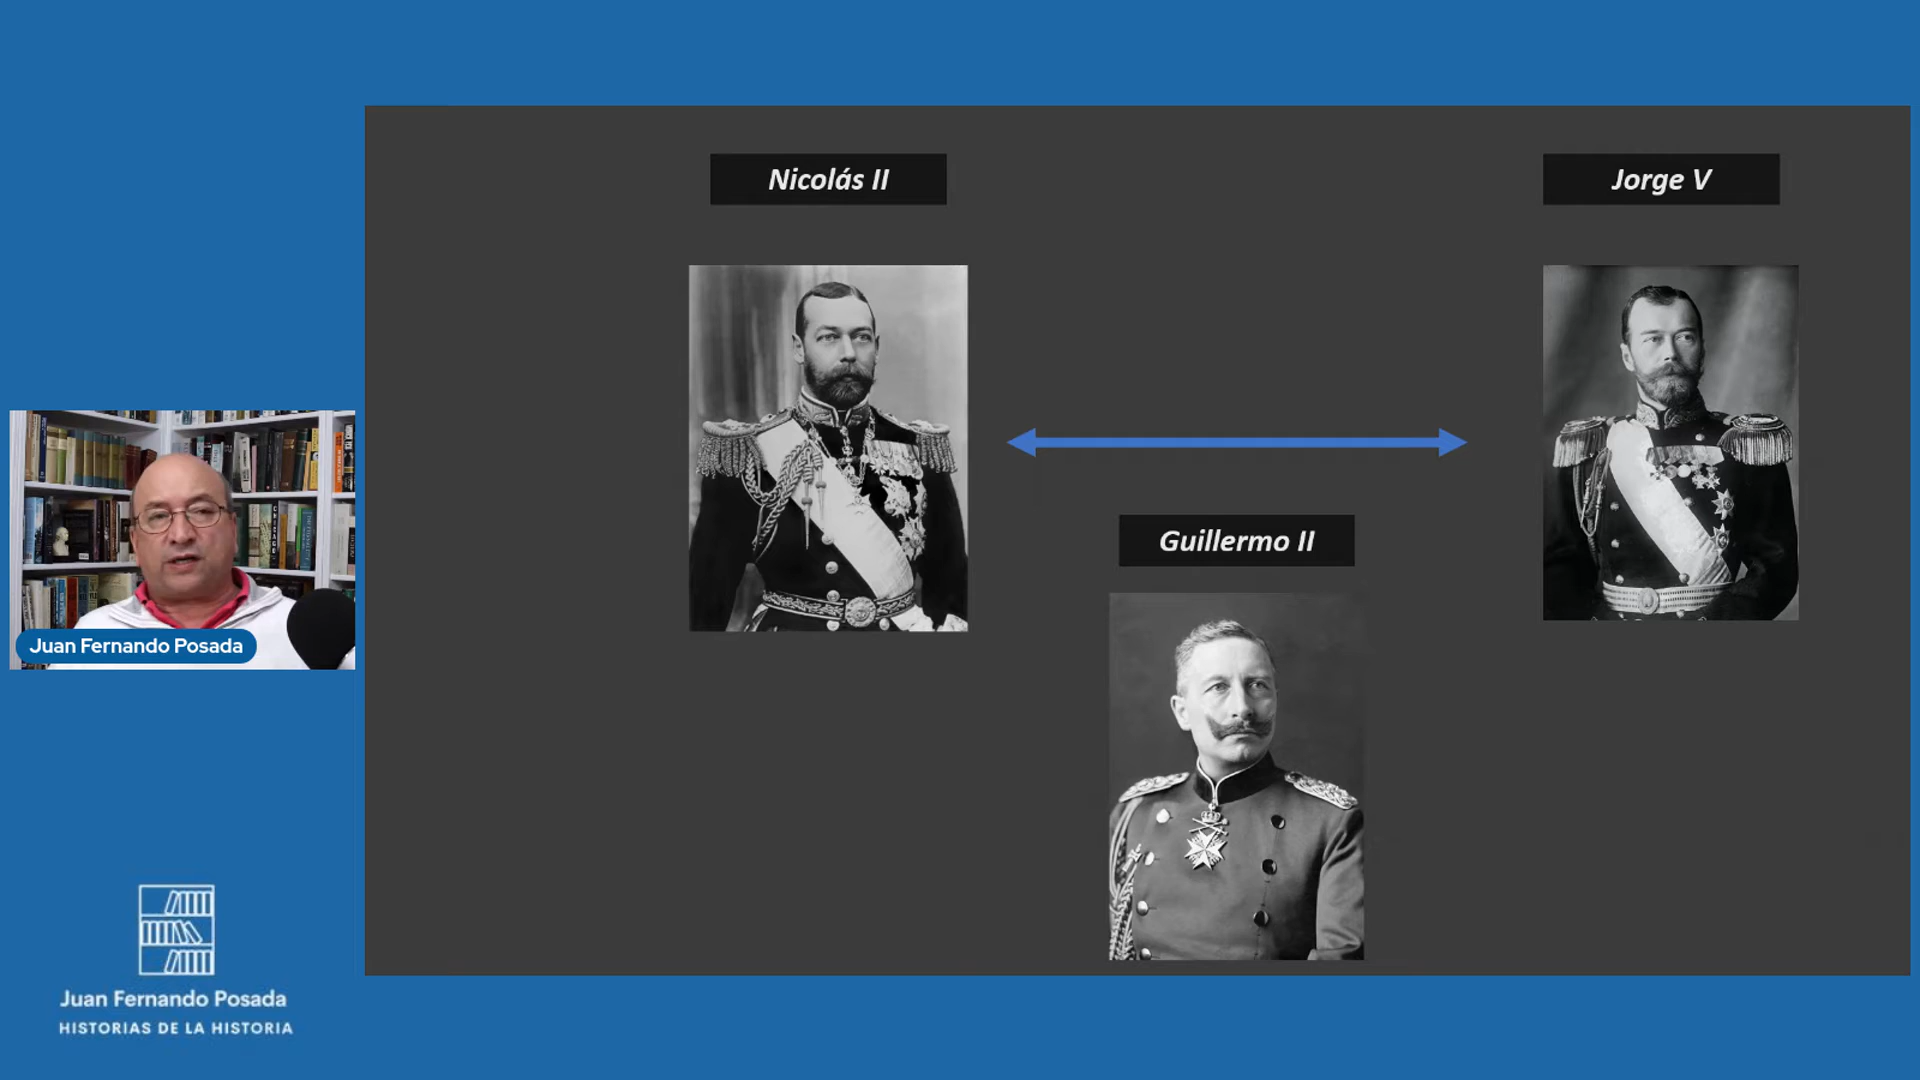 Nicolás II
Jorge V
Guillermo II
Juan Fernando Posada
Juan Fernando Posada
HISTORIAS DE LA HISTORIA